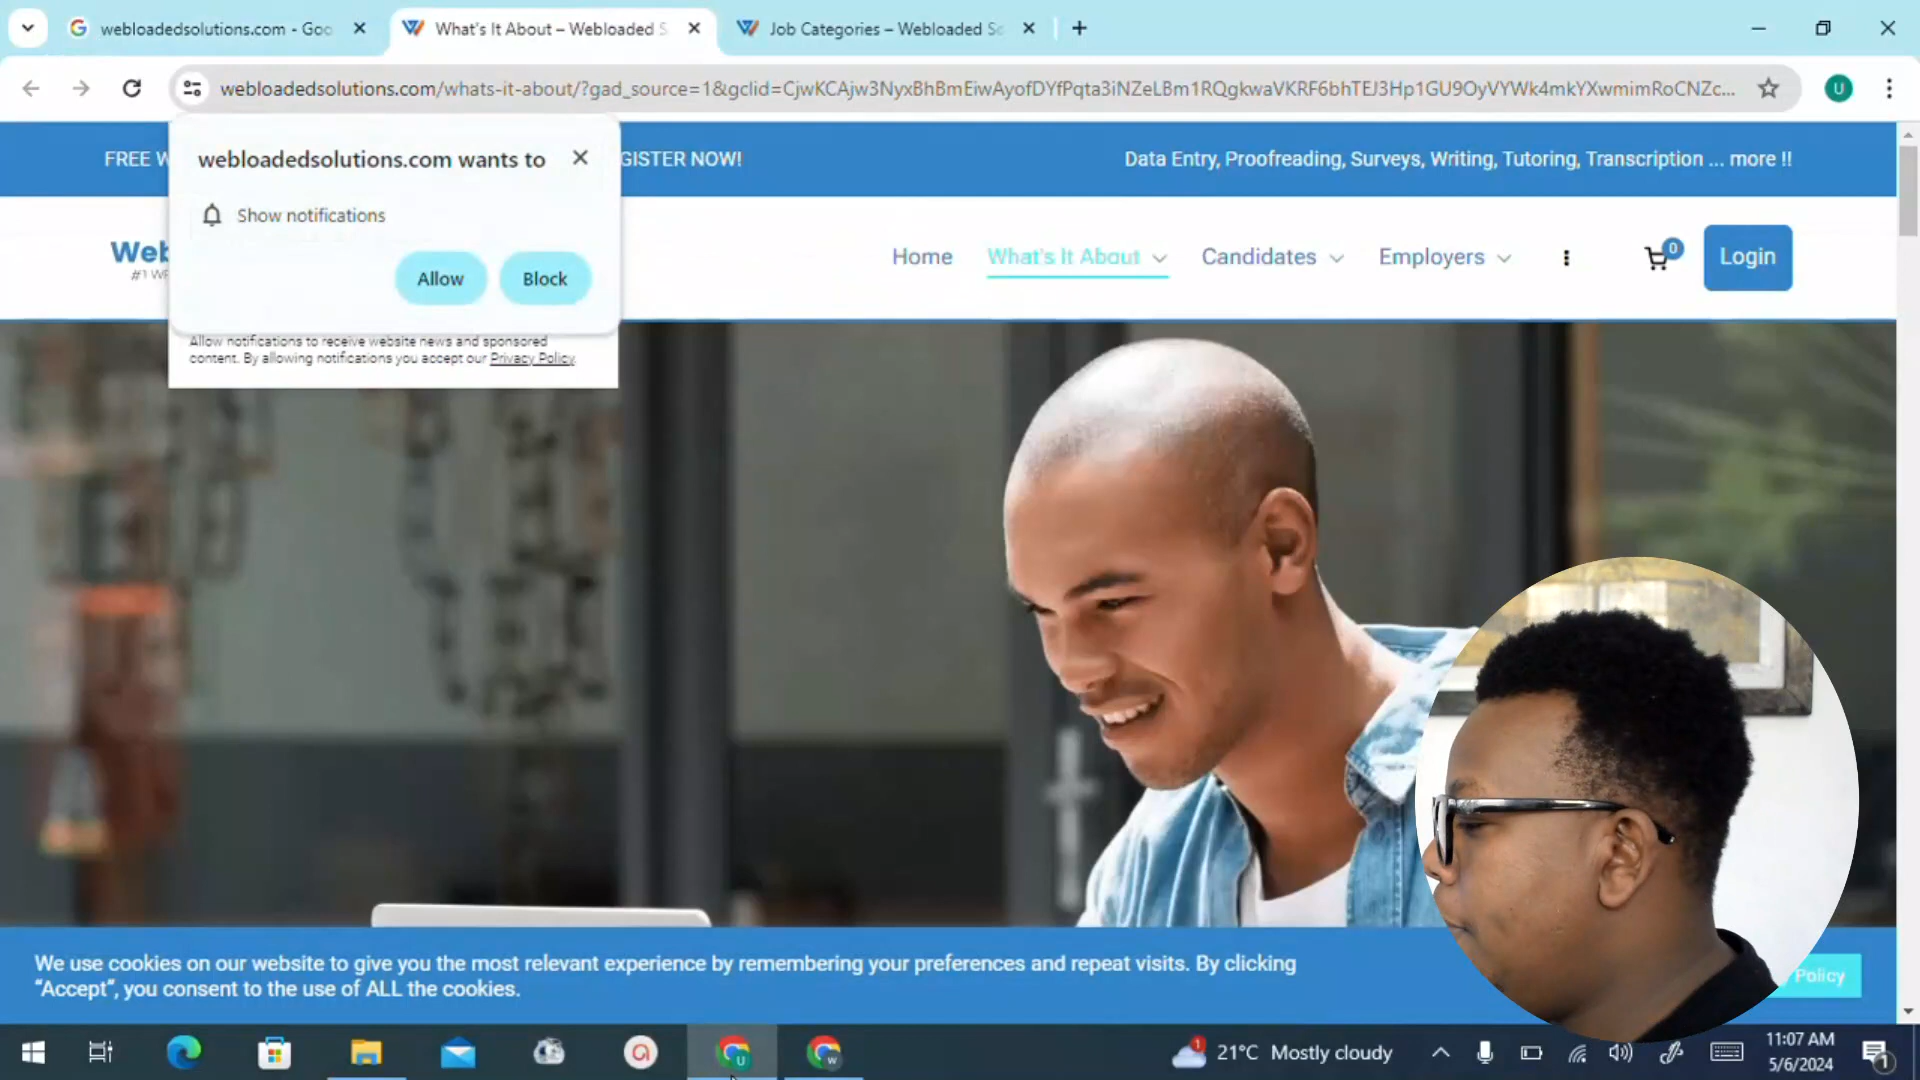 webloadedsolutions.com - Goo
What's It About – Webloaded S
Job Categories – Webloaded So
webloadedsolutions.com/whats-it-about/?gad_source=1&gclid=CjwKCAjw3NyxBhBmEiwAyofDYfPqta3iNZeLBm1RQgkwaVKRF6bhTEJ3Hp1GU9OyVYWk4mkYXwmimRoCNZc...
U
webloadedsolutions.com wants to
Show notifications
Allow
Block
Allow notifications to receive website news and sponsored
content. By allowing notifications you accept our Privacy Policy.
FREE W
GISTER NOW!
Data Entry, Proofreading, Surveys, Writing, Tutoring, Transcription ... more !!
Web
Home
What's It About
Candidates
Employers
0
Login
We use cookies on our website to give you the most relevant experience by remembering your preferences and repeat visits. By clicking
“Accept”, you consent to the use of ALL the cookies.
Policy
21°C Mostly cloudy
11:07 AM
5/6/2024